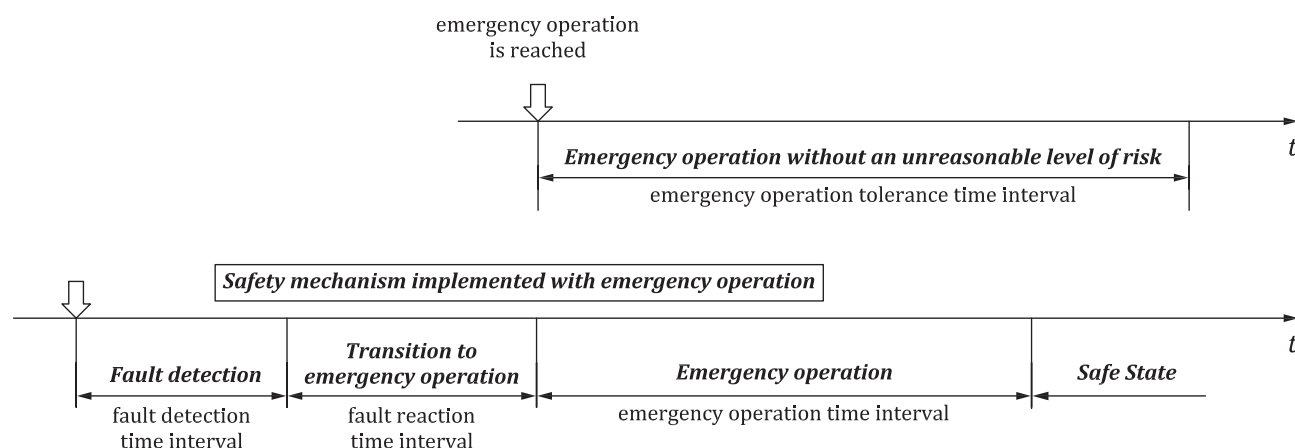 emergency operation
is reached
t
Emergency operation without an unreasonable level of risk
emergency operation tolerance time interval
Safety mechanism implemented with emergency operation
t
Fault detection
Transition to
emergency operation
Emergency operation
Safe State
fault detection
time interval
fault reaction
time interval
emergency operation time interval